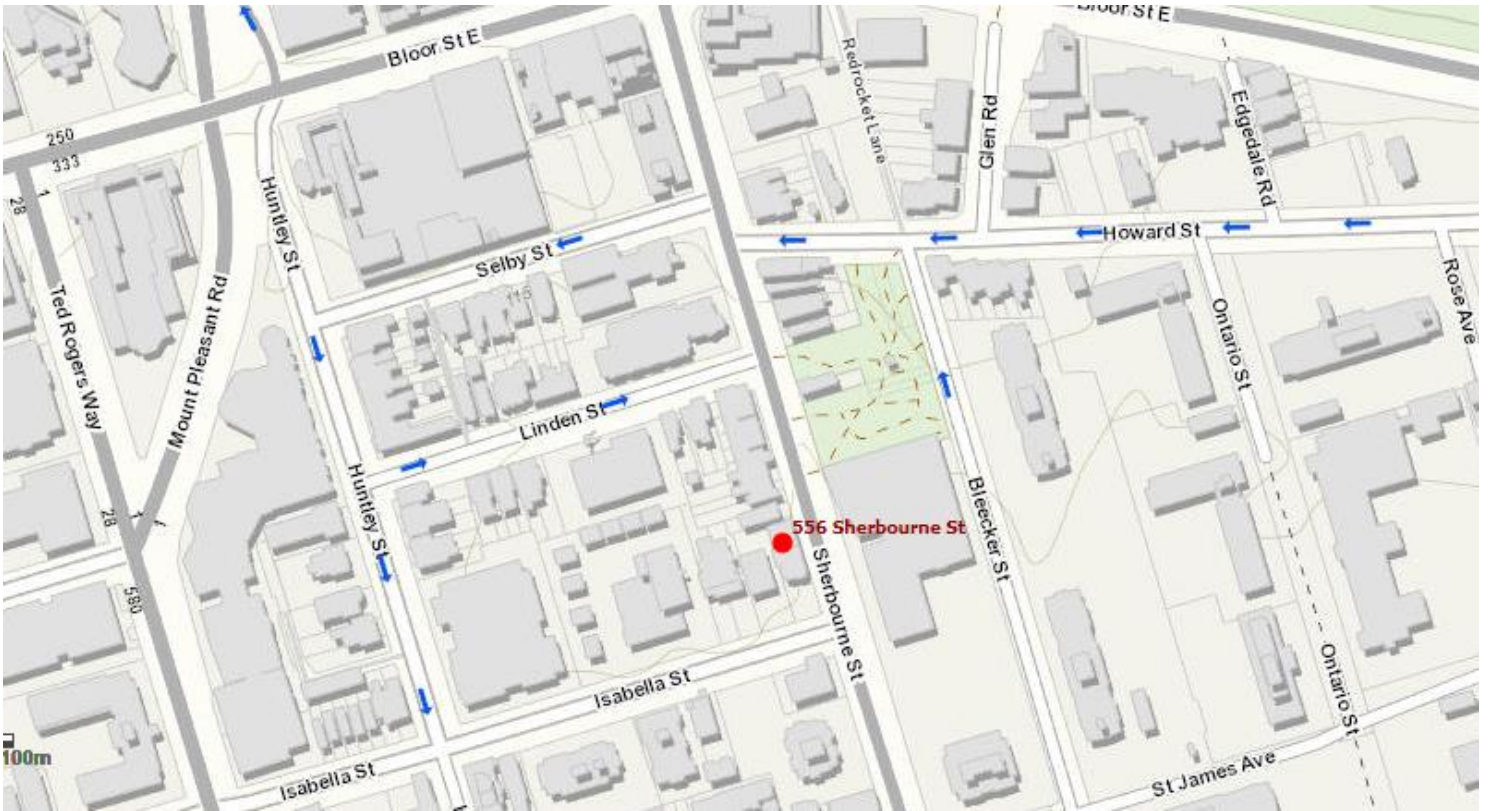 Bloor St E
Bloor St E
Redrocket Lane
Glen Rd
Edgedale Rd
250
333
1
28
Huntley St
Howard St
Selby St
115
Ted Rogers Way
Mount Pleasant Rd
Ontario St
Rose Ave
Linden St
Huntley St
Bleecker St
28
1
1
556 Sherbourne St
Sherbourne St
580
Isabella St
Ontario St
100m
Isabella St
St James Ave